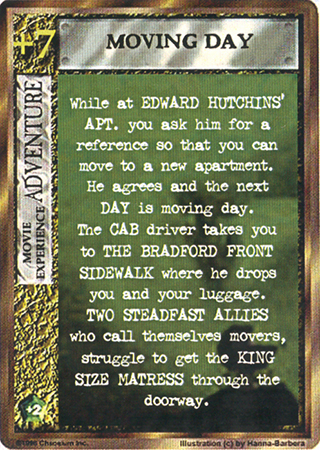 +7
MOVING DAY
MOVIE
EXPERIENCE
ADVENTURE
While at EDWARD HUTCHINS'
APT. you ask him for a
reference so that you can
move to a new apartment.
He agrees and the next
DAY is moving day.
The CAB driver takes you
to THE BRADFORD FRONT
SIDEWALK where he drops
you and your luggage.
TWO STEADFAST ALLIES
who call themselves movers,
struggle to get the KING
SIZE MATRESS through the
doorway.
+2
©1996 Chaosium Inc.
Illustration (c) by Hanna-Barbera